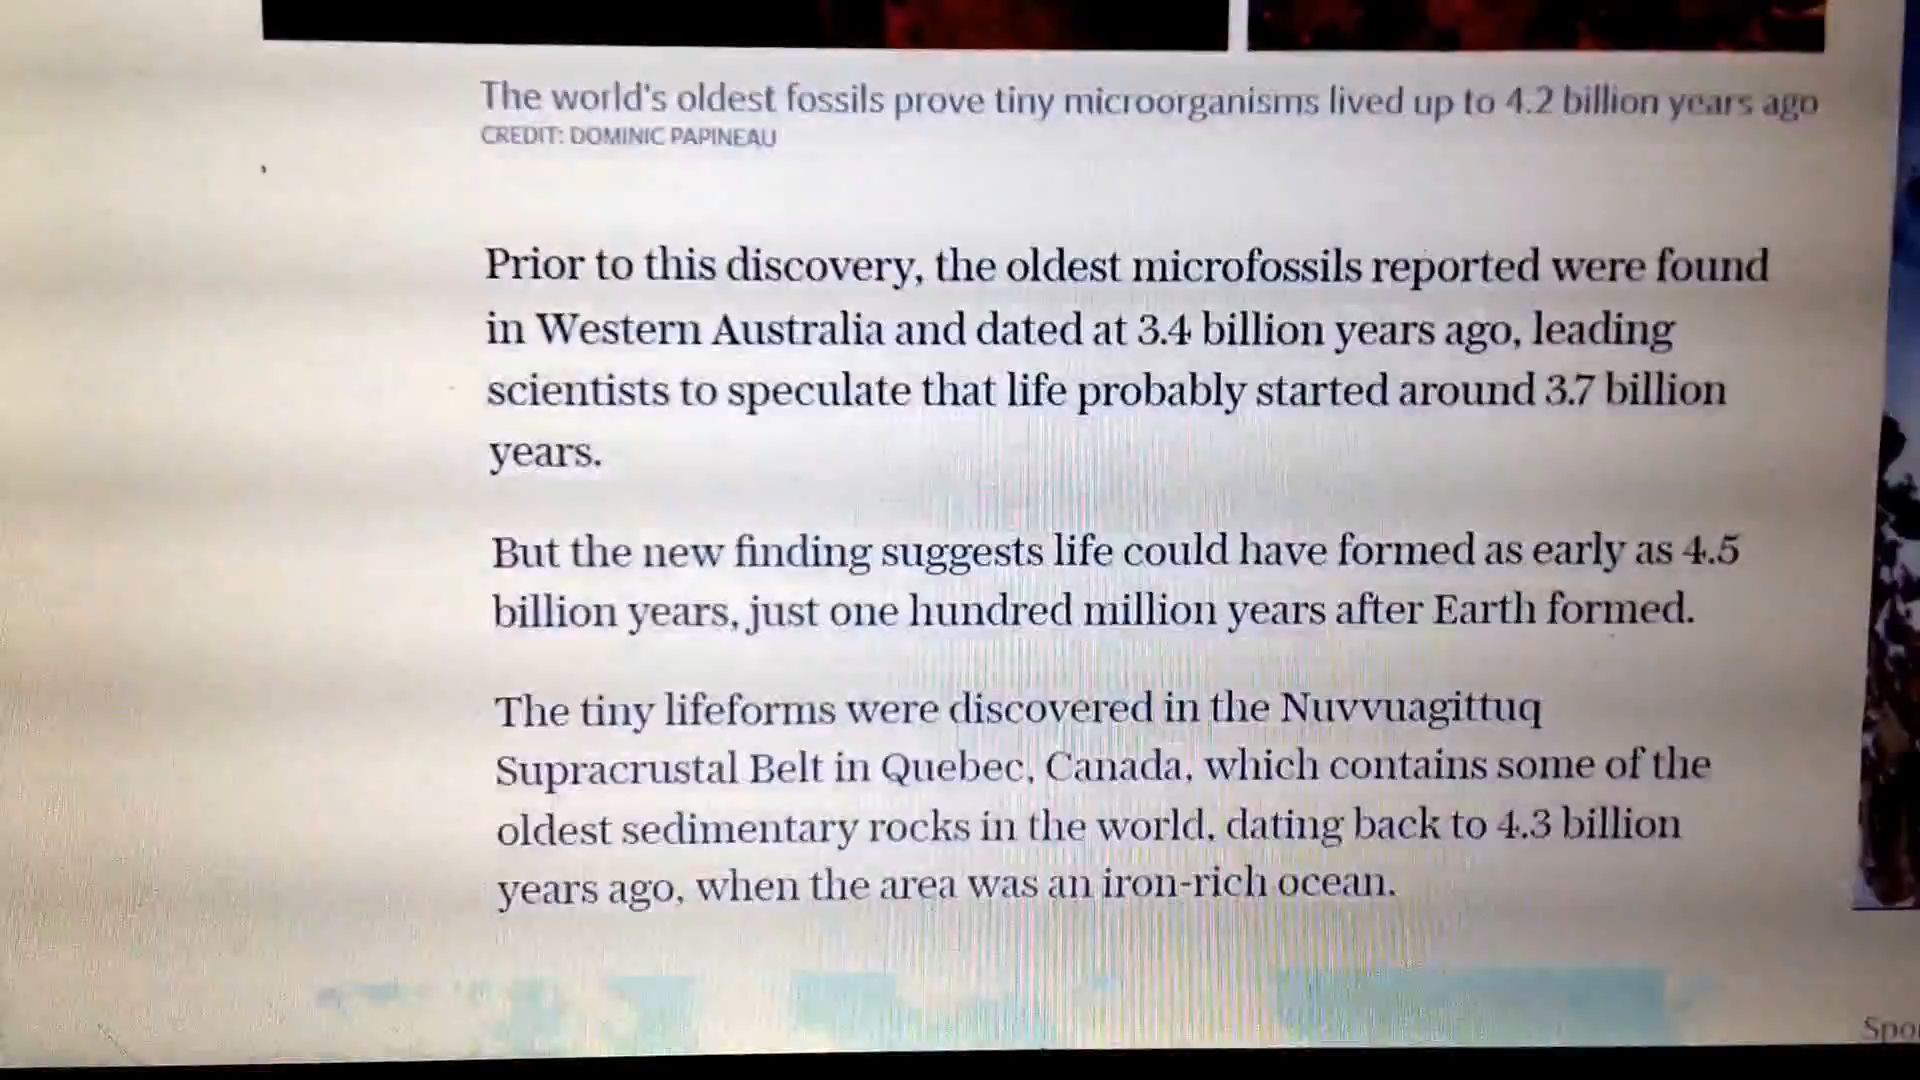 The world's oldest fossils prove tiny microorganisms lived up to 4.2 billion years ago
CREDIT: DOMINIC PAPINEAU
Prior to this discovery, the oldest microfossils reported were found
in Western Australia and dated at 3.4 billion years ago, leading
scientists to speculate that life probably started around 3.7 billion
years.
But the new finding suggests life could have formed as early as 4.5
billion years, just one hundred million years after Earth formed.
The tiny lifeforms were discovered in the Nuvvuagittuq
Supracrustal Belt in Quebec, Canada, which contains some of the
oldest sedimentary rocks in the world, dating back to 4.3 billion
years ago, when the area was an iron-rich ocean.